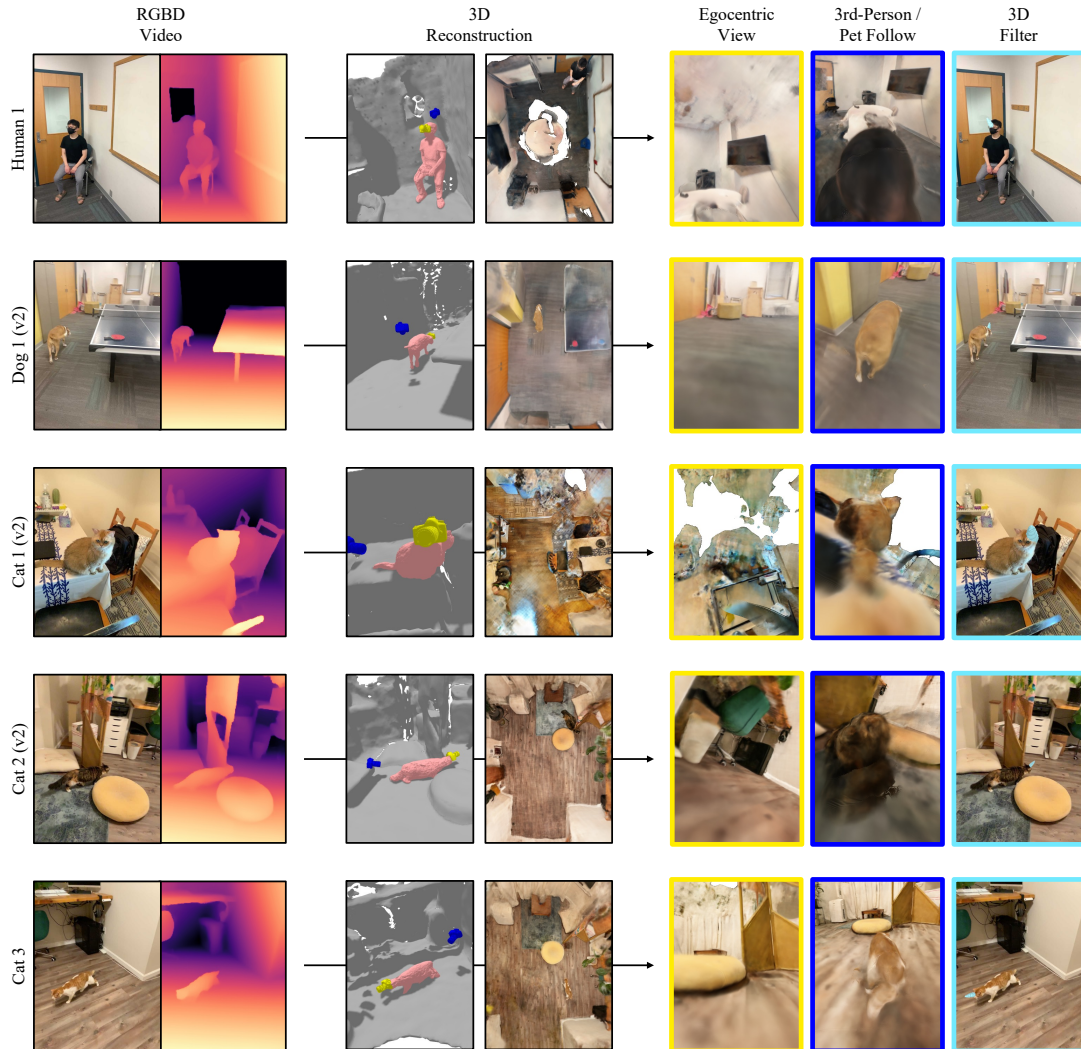 RGBD
Video
3D
Reconstruction
Egocentric
View
3rd-Person /
Pet Follow
3D
Filter
Human 1
Dog 1 (v2)
Cat 1 (v2)
Cat 2 (v2)
Cat 3